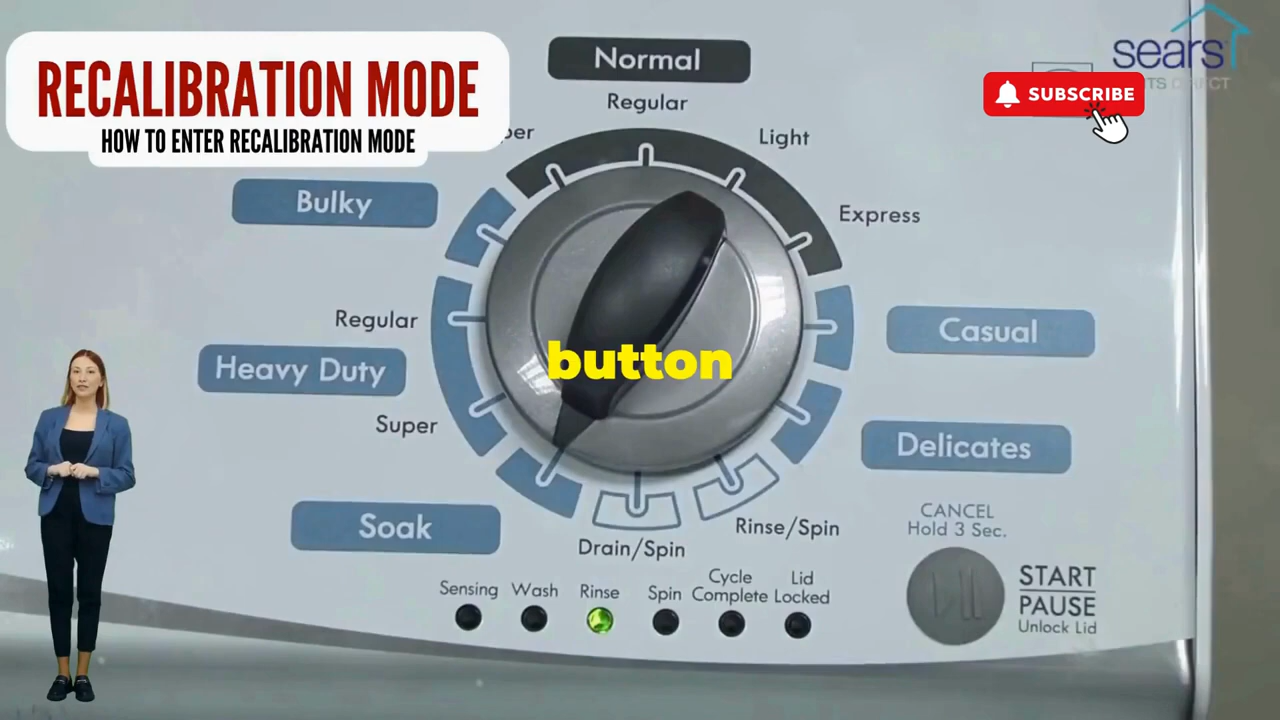 RECALIBRATION MODE
HOW TO ENTER RECALIBRATION MODE
sears
SUBSCRIBE
Normal
Regular
Light
Express
Bulky
Regular
Heavy Duty
Super
Casual
Delicates
Soak
Drain/Spin
Rinse/Spin
button
CANCEL
Hold 3 Sec.
START
PAUSE
Unlock Lid
Sensing
Wash
Rinse
Spin
Cycle
Complete
Lid
Locked